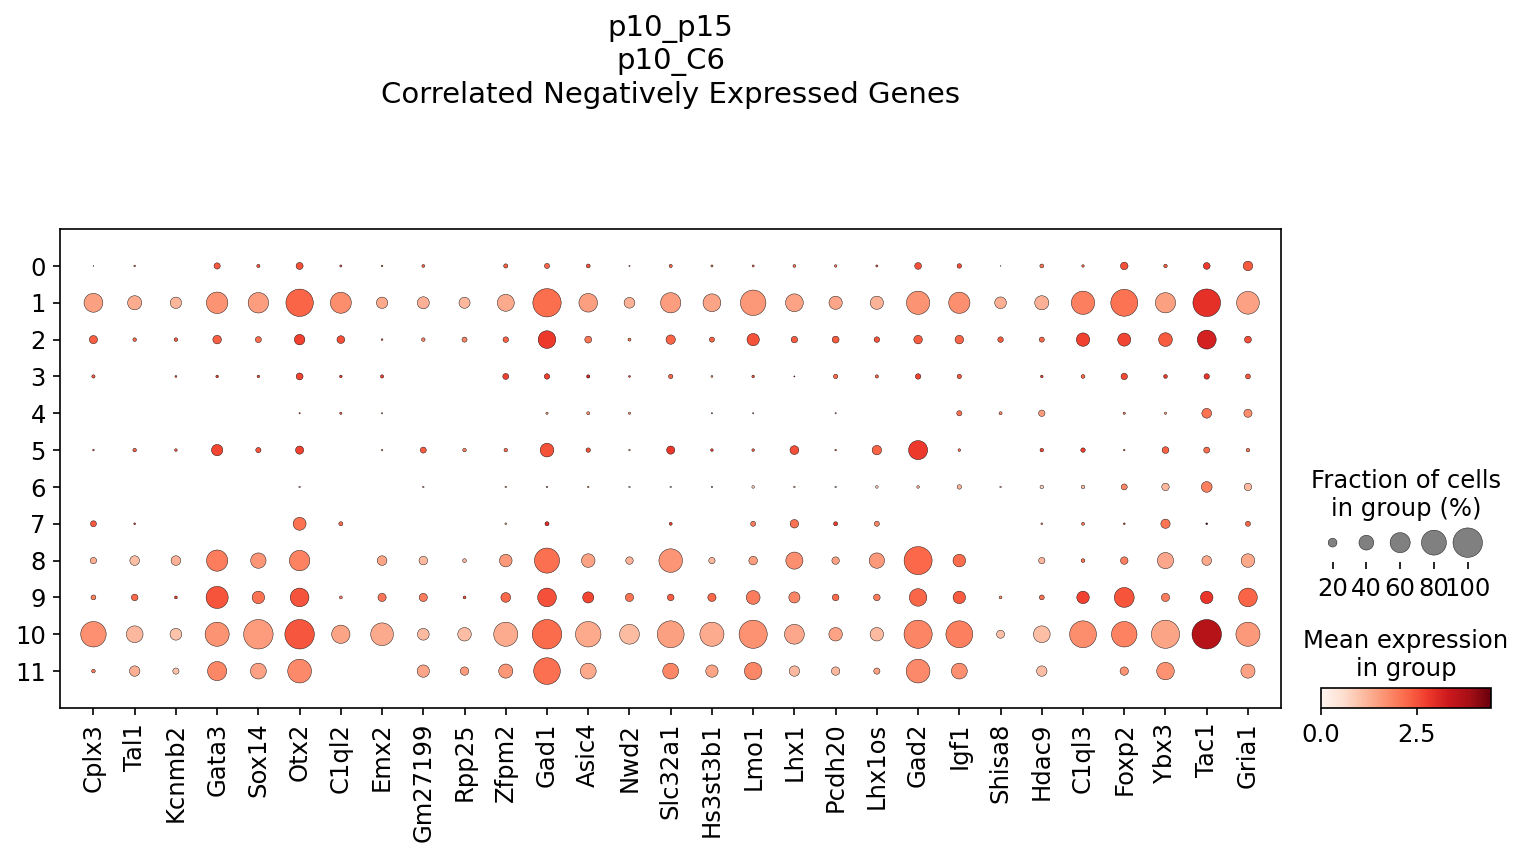 p10_p15
p10_C6
Correlated Negatively Expressed Genes
0
1
2
3
4
5
6
7
8
9
10
11
Cplx3
Tal1
Kcnmb2
Gata3
Sox14
Otx2
C1ql2
Emx2
Gm27199
Rpp25
Zfpm2
Gad1
Asic4
Nwd2
Slc32a1
Hs3st3b1
Lmo1
Lhx1
Pcdh20
Lhx1os
Gad2
Igf1
Shisa8
Hdac9
C1ql3
Foxp2
Ybx3
Tac1
Gria1
Fraction of cells
in group (%)
20 40 60 80 100
Mean expression
in group
0.0 2.5